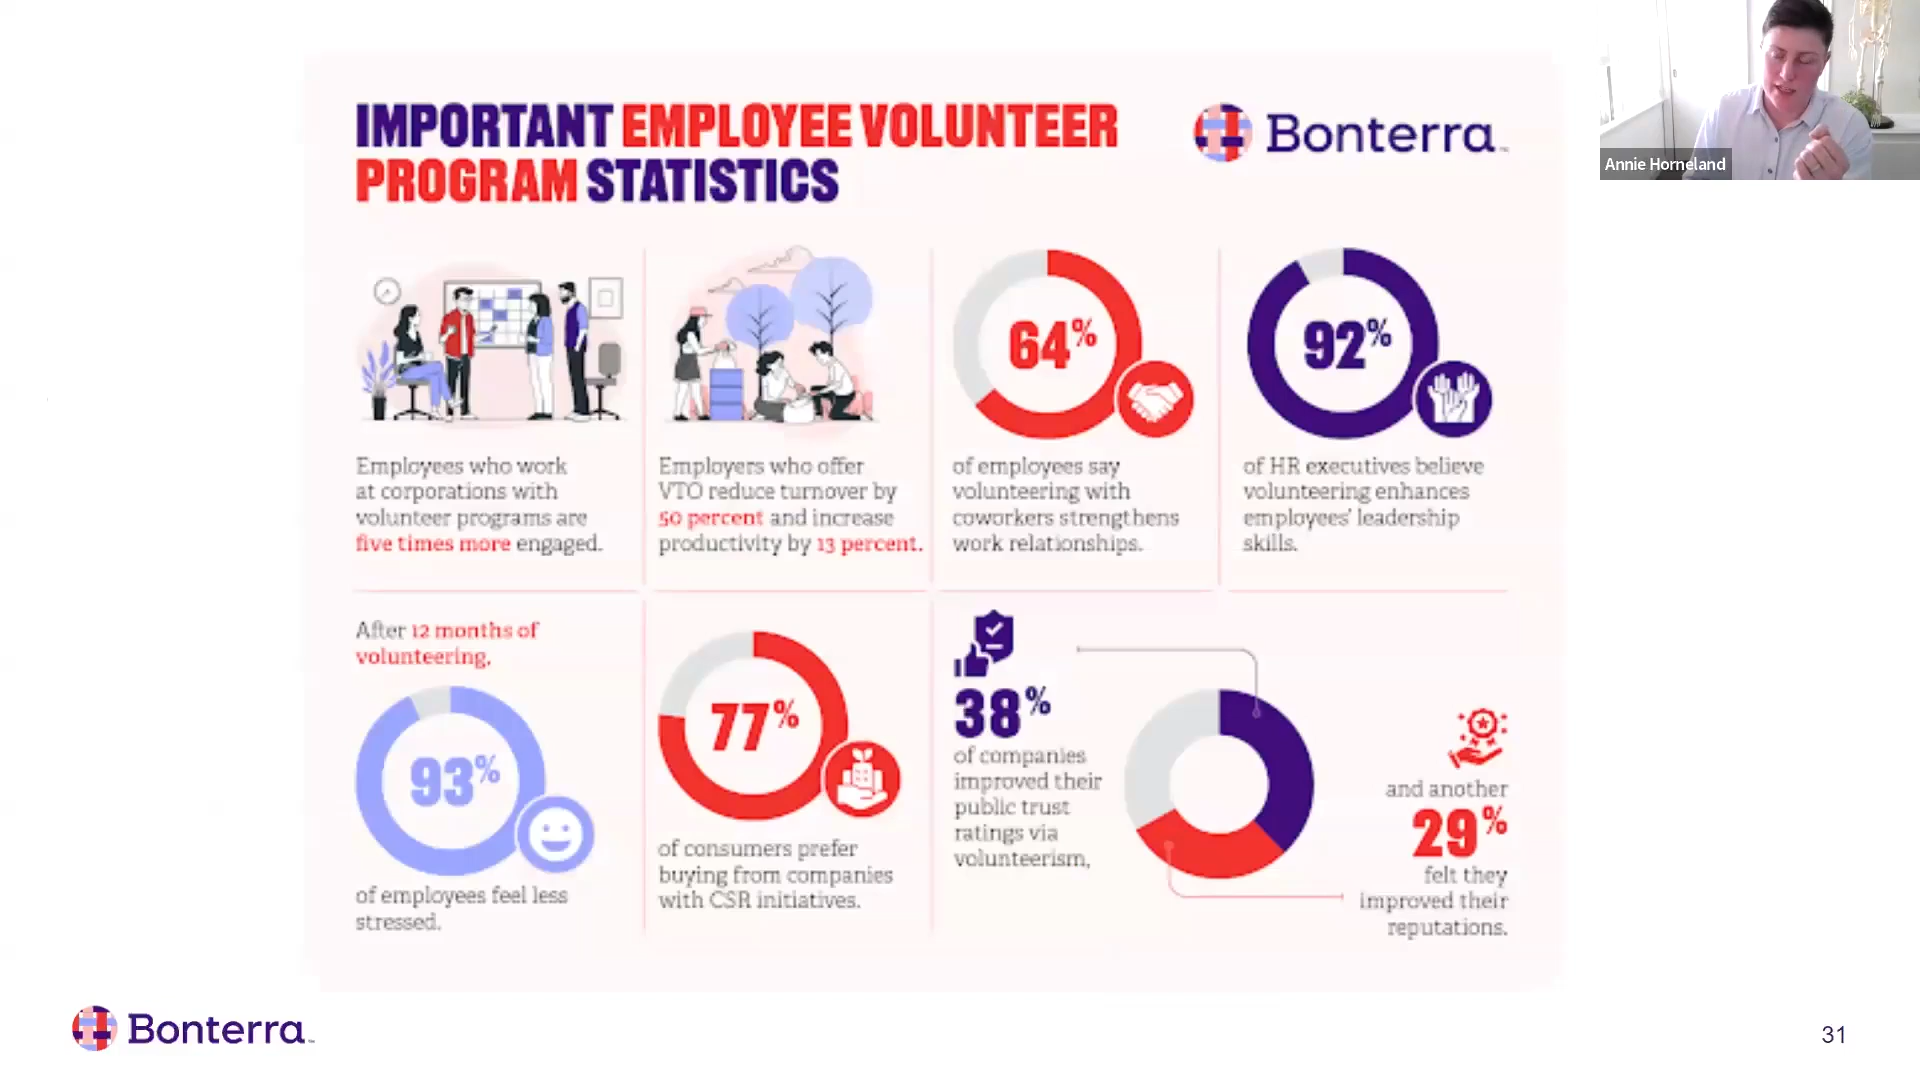 IMPORTANT EMPLOYEE VOLUNTEER
PROGRAM STATISTICS
Bonterra
Annie Horneland
Employees who work
at corporations with
volunteer programs are
five times more engaged.
Employers who offer
VTO reduce turnover by
50 percent and increase
productivity by 13 percent.
64%
of employees say
volunteering with
coworkers strengthens
work relationships.
92%
of HR executives believe
volunteering enhances
employees' leadership
skills.
After 12 months of
volunteering,
93%
of employees feel less
stressed.
77%
of consumers prefer
buying from companies
with CSR initiatives.
38%
of companies
improved their
public trust
ratings via
volunteerism,
and another
29%
felt they
improved their
reputations.
Bonterra
31